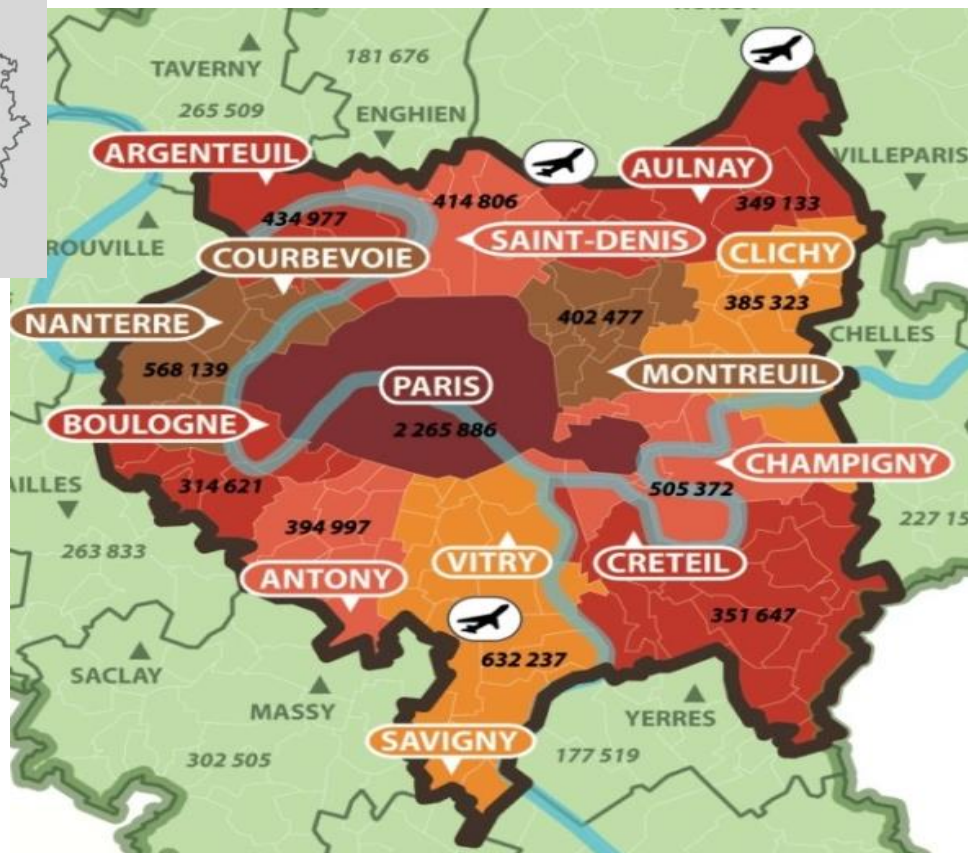 181 676
TAVERNY
265 509
ENGHIEN
ARGENTEUIL
AULNAY
VILLEPARIS
414 806
349 133
434 977
SAINT-DENIS
ROUVILLE
COURBEVOIE
CLICHY
385 323
NANTERRE
402 477
CHELLES
568 139
MONTREUIL
PARIS
BOULOGNE
2 265 886
CHAMPIGNY
AILLES
314 621
505 372
394 997
227 15
263 833
VITRY
CRETEIL
ANTONY
351 647
632 237
SACLAY
MASSY
YERRES
SAVIGNY
302 505
177 519